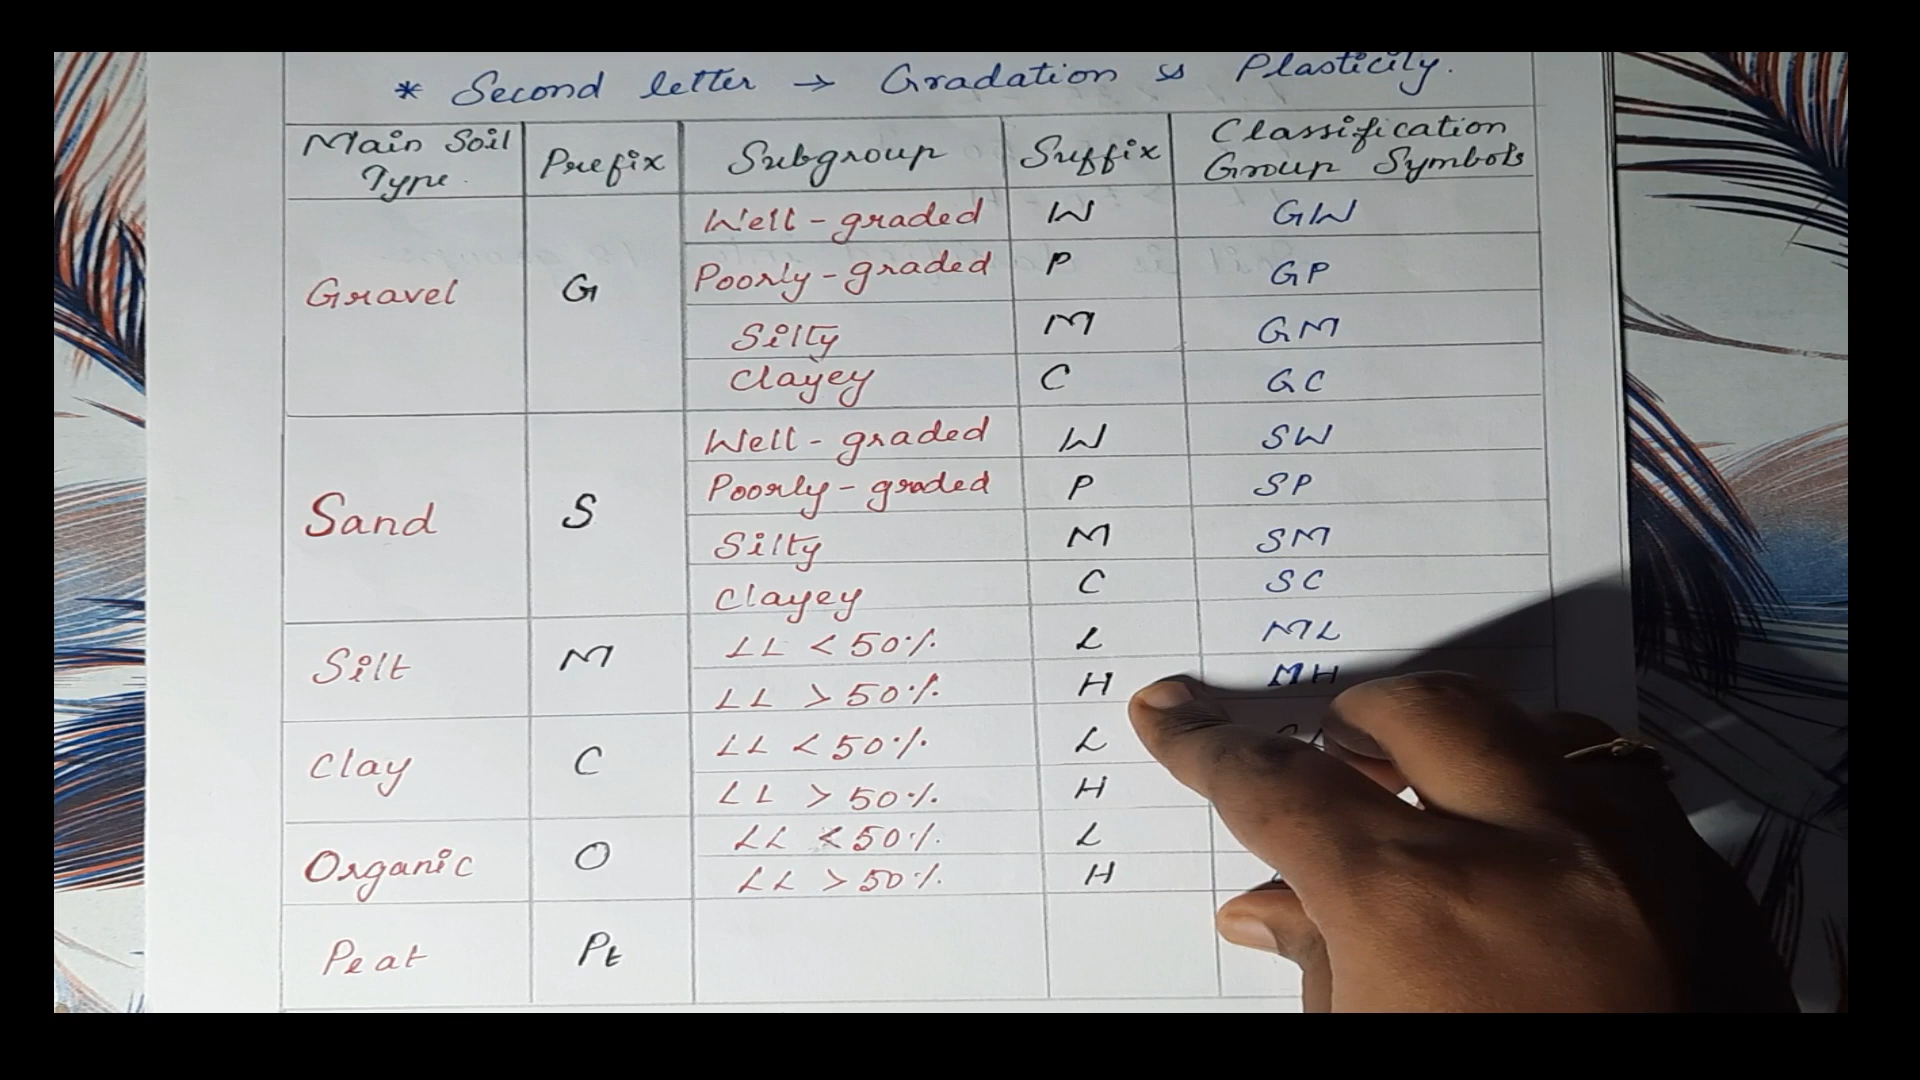 * Second letter → Gradation is Plasticity.
Main Soil Type. Prefix Subgroup Suffix Classification Group Symbols
Gravel G Well-graded W GW
Poorly-graded P GP
Silty M GM
Clayey C GC
Sand S Well-graded W SW
Poorly-graded P SP
Silty M SM
Clayey C SC
Silt M LL < 50% L ML
LL > 50% H MH
Clay C LL < 50% L
LL > 50% H
Organic O LL < 50% L
LL > 50% H
Peat Pt